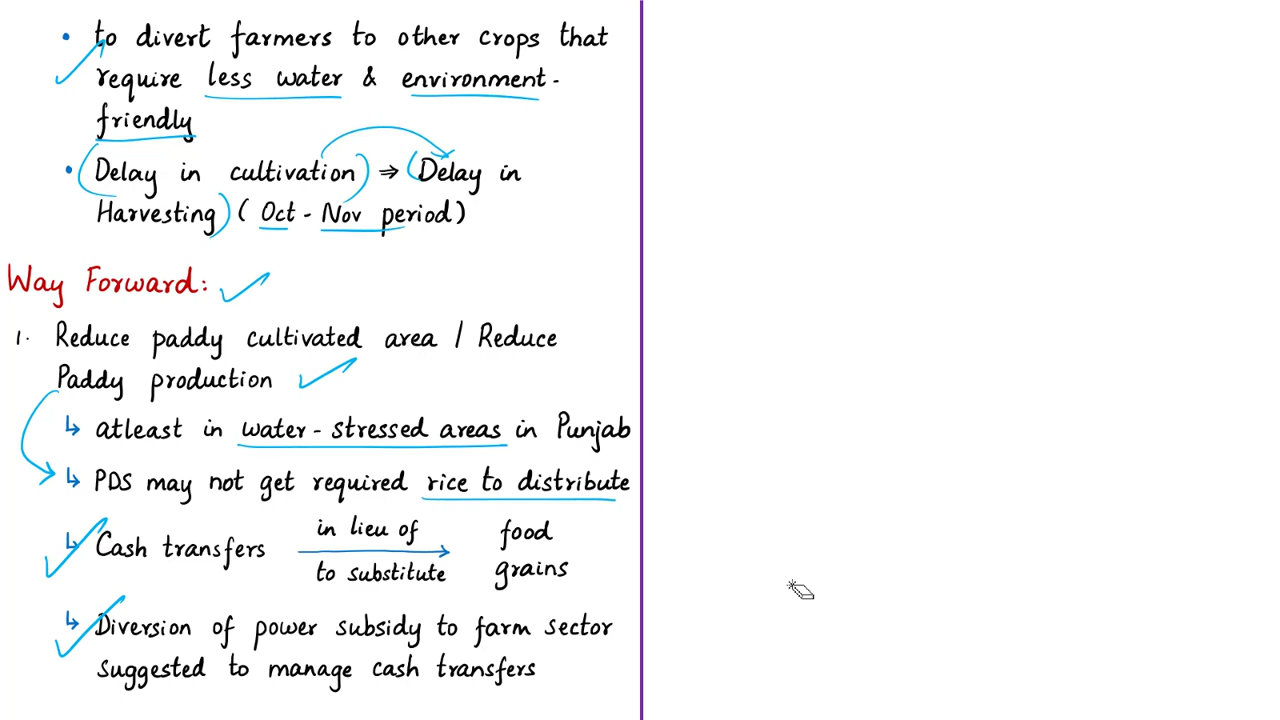 • to divert farmers to other crops that
require less water & environment-
friendly
• Delay in cultivation ⇒ Delay in
Harvesting (Oct - Nov period)
Way Forward:
1. Reduce paddy cultivated area / Reduce
Paddy production
↳ atleast in water-stressed areas in Punjab
↳ PDS may not get required rice to distribute
↳ Cash transfers in lieu of / to substitute → food grains
↳ Diversion of power subsidy to farm sector
suggested to manage cash transfers